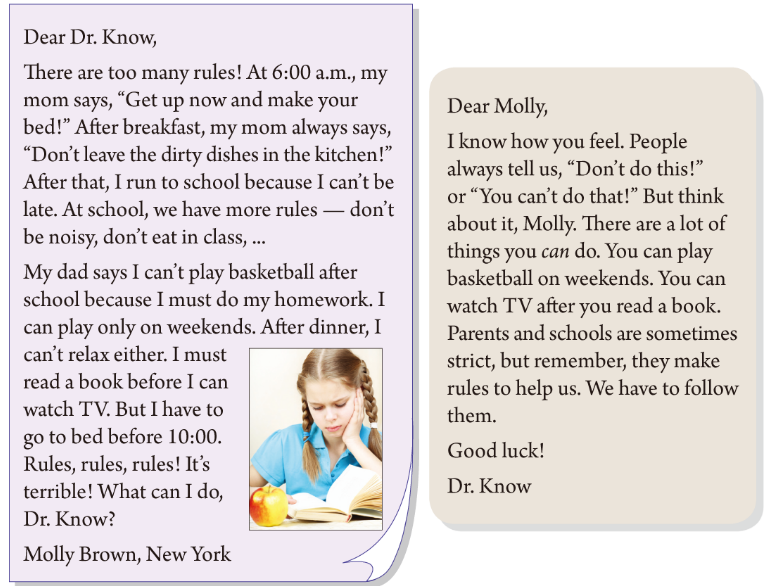 Dear Dr. Know,
There are too many rules! At 6:00 a.m., my
mom says, “Get up now and make your
bed!” After breakfast, my mom always says,
“Don’t leave the dirty dishes in the kitchen!”
After that, I run to school because I can’t be
late. At school, we have more rules — don’t
be noisy, don’t eat in class, ...
My dad says I can’t play basketball after
school because I must do my homework. I
can play only on weekends. After dinner, I
can’t relax either. I must
read a book before I can
watch TV. But I have to
go to bed before 10:00.
Rules, rules, rules! It’s
terrible! What can I do,
Dr. Know?
Molly Brown, New York
Dear Molly,
I know how you feel. People
always tell us, “Don’t do this!”
or “You can’t do that!” But think
about it, Molly. There are a lot of
things you can do. You can play
basketball on weekends. You can
watch TV after you read a book.
Parents and schools are sometimes
strict, but remember, they make
rules to help us. We have to follow
them.
Good luck!
Dr. Know